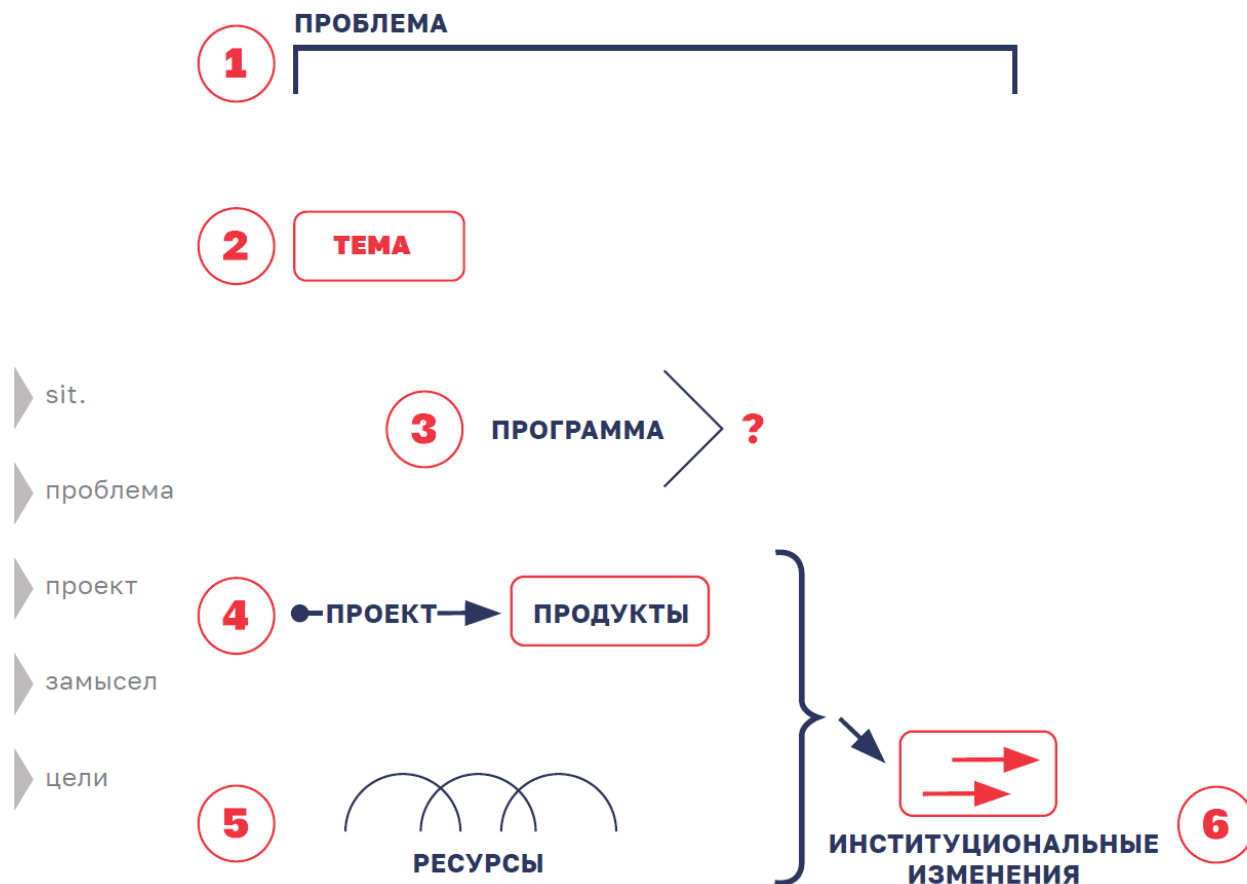 ПРОБЛЕМА
1
2
ТЕМА
sit.
3
ПРОГРАММА
?
проблема
проект
4
ПРОЕКТ
ПРОДУКТЫ
замысел
цели
5
РЕСУРСЫ
ИНСТИТУЦИОНАЛЬНЫЕ
ИЗМЕНЕНИЯ
6